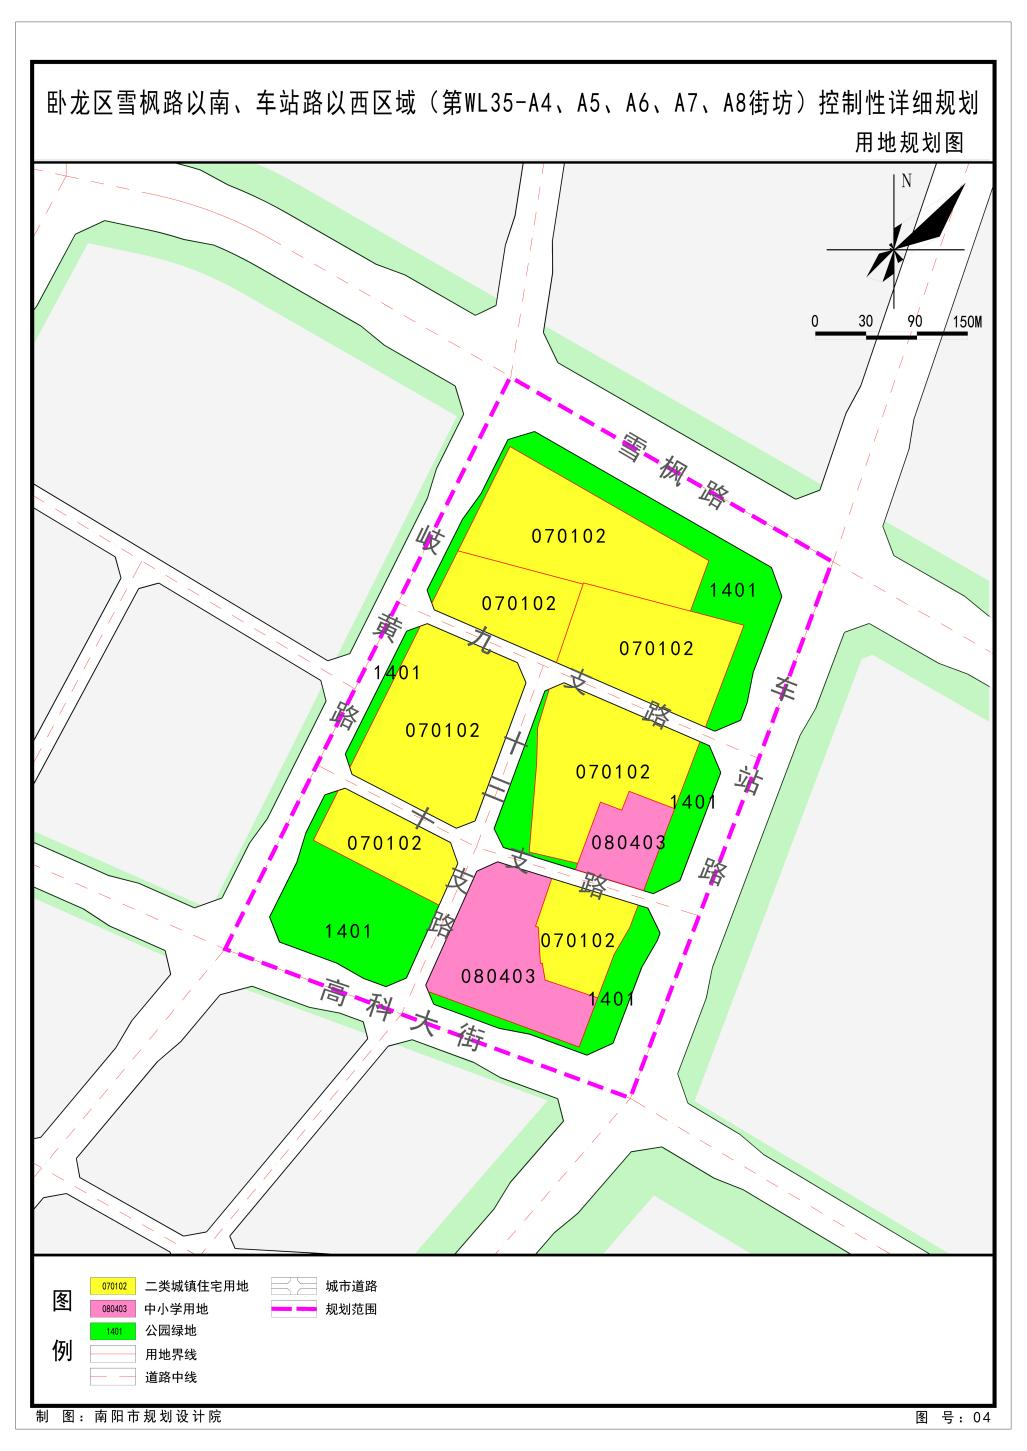 卧龙区雪枫路以南、车站路以西区域（第WL35-A4、A5、A6、A7、A8街坊）控制性详细规划
用地规划图
N
0 30 90 150M
雪枫路
070102
1401
070102
070102
黄岐路
九支路
1401
070102
十三支路
070102
1401
080403
车站路
070102
十支路
1401
070102
080403
1401
高科大街
图例
070102 二类城镇住宅用地
080403 中小学用地
1401 公园绿地
用地界线
道路中线
城市道路
规划范围
制 图：南阳市规划设计院
图 号：04